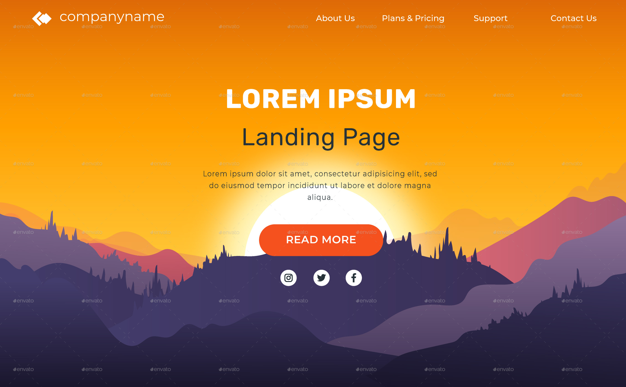 companyname
About Us
Plans & Pricing
Support
Contact Us
LOREM IPSUM
Landing Page
Lorem ipsum dolor sit amet, consectetur adipisicing elit, sed
do eiusmod tempor incididunt ut labore et dolore magna
aliqua.
READ MORE
envato